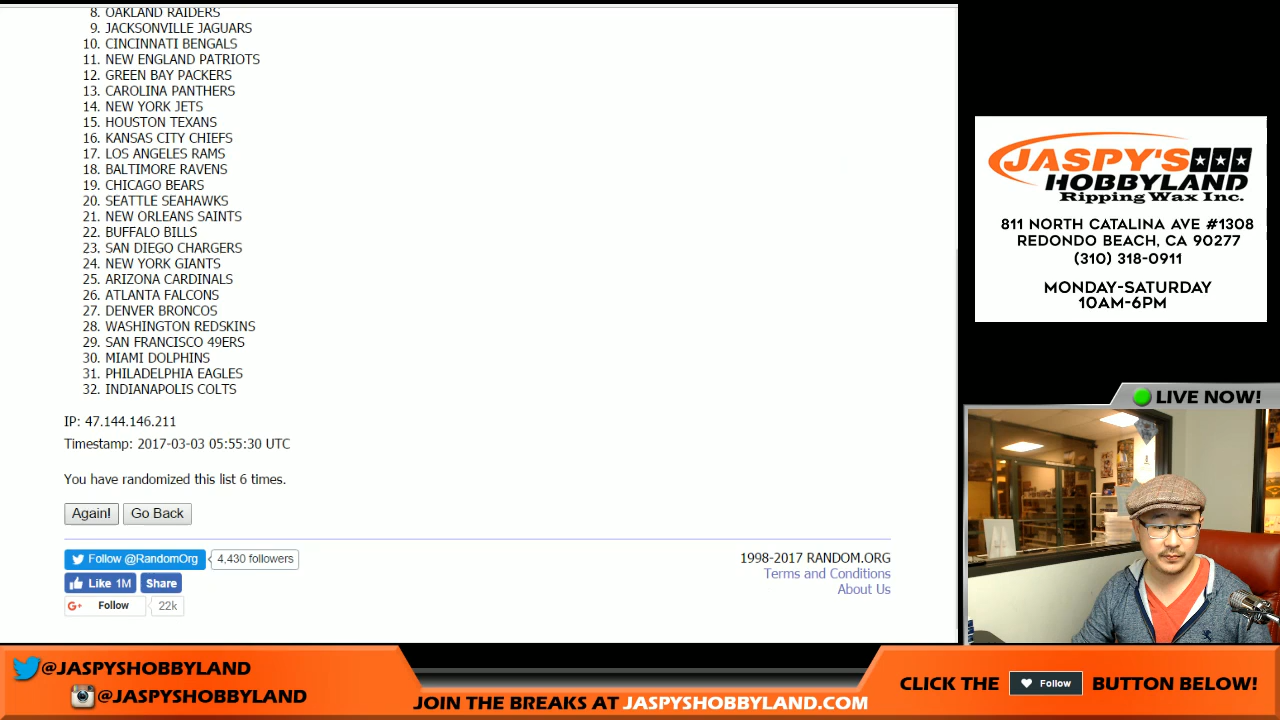 8. OAKLAND RAIDERS
9. JACKSONVILLE JAGUARS
10. CINCINNATI BENGALS
11. NEW ENGLAND PATRIOTS
12. GREEN BAY PACKERS
13. CAROLINA PANTHERS
14. NEW YORK JETS
15. HOUSTON TEXANS
16. KANSAS CITY CHIEFS
17. LOS ANGELES RAMS
18. BALTIMORE RAVENS
19. CHICAGO BEARS
20. SEATTLE SEAHAWKS
21. NEW ORLEANS SAINTS
22. BUFFALO BILLS
23. SAN DIEGO CHARGERS
24. NEW YORK GIANTS
25. ARIZONA CARDINALS
26. ATLANTA FALCONS
27. DENVER BRONCOS
28. WASHINGTON REDSKINS
29. SAN FRANCISCO 49ERS
30. MIAMI DOLPHINS
31. PHILADELPHIA EAGLES
32. INDIANAPOLIS COLTS
IP: 47.144.146.211
Timestamp: 2017-03-03 05:55:30 UTC
You have randomized this list 6 times.
Again! Go Back
Follow @RandomOrg 4,430 followers
Like 1M Share
G+ Follow 22k
1998-2017 RANDOM.ORG
Terms and Conditions
About Us
JASPY'S
HOBBYLAND
Ripping Wax Inc.
811 NORTH CATALINA AVE #1308
REDONDO BEACH, CA 90277
(310) 318-0911
MONDAY-SATURDAY
10AM-6PM
LIVE NOW!
@JASPYSHOBBYLAND
@JASPYSHOBBYLAND
JOIN THE BREAKS AT JASPYSHOBBYLAND.COM
CLICK THE Follow BUTTON BELOW!